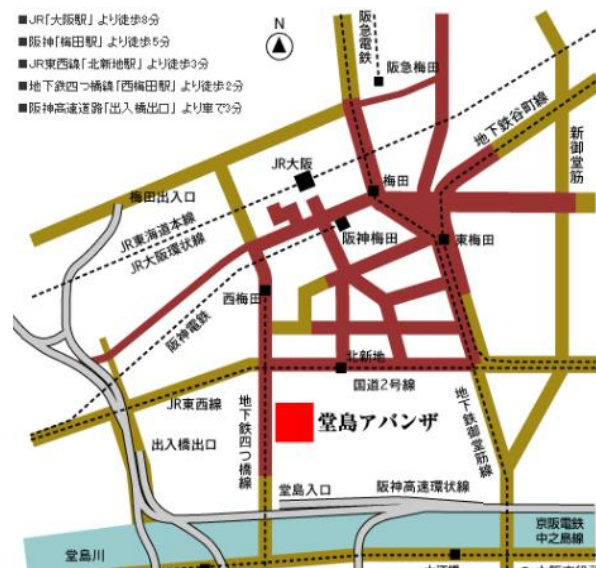 ■JR「大阪駅」より徒歩8分
■阪神「梅田駅」より徒歩5分
■JR東西線「北新地駅」より徒歩3分
■地下鉄四つ橋線「西梅田駅」より徒歩2分
■阪神高速道路「出入橋出口」より車で3分
N
阪急電鉄
阪急梅田
地下鉄谷町線
新御堂筋
JR大阪
梅田
梅田出入口
JR東海道本線
JR大阪環状線
阪神梅田
東梅田
西梅田
阪神電鉄
北新地
国道2号線
JR東西線
地下鉄四つ橋線
堂島アバンザ
地下鉄御堂筋線
出入橋出口
堂島入口
阪神高速環状線
京阪電鉄
中之島線
堂島川